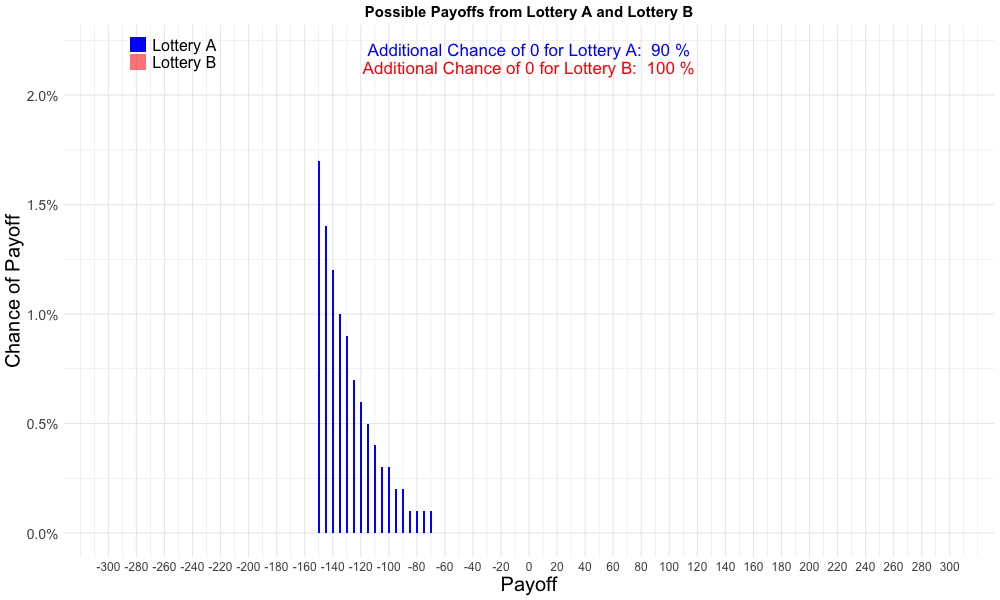 Possible Payoffs from Lottery A and Lottery B
Lottery A
Lottery B
Additional Chance of 0 for Lottery A:  90 %
Additional Chance of 0 for Lottery B:  100 %
2.0%
1.5%
1.0%
0.5%
0.0%
Chance of Payoff
-300 -280 -260 -240 -220 -200 -180 -160 -140 -120 -100 -80 -60 -40 -20 0 20 40 60 80 100 120 140 160 180 200 220 240 260 280 300
Payoff